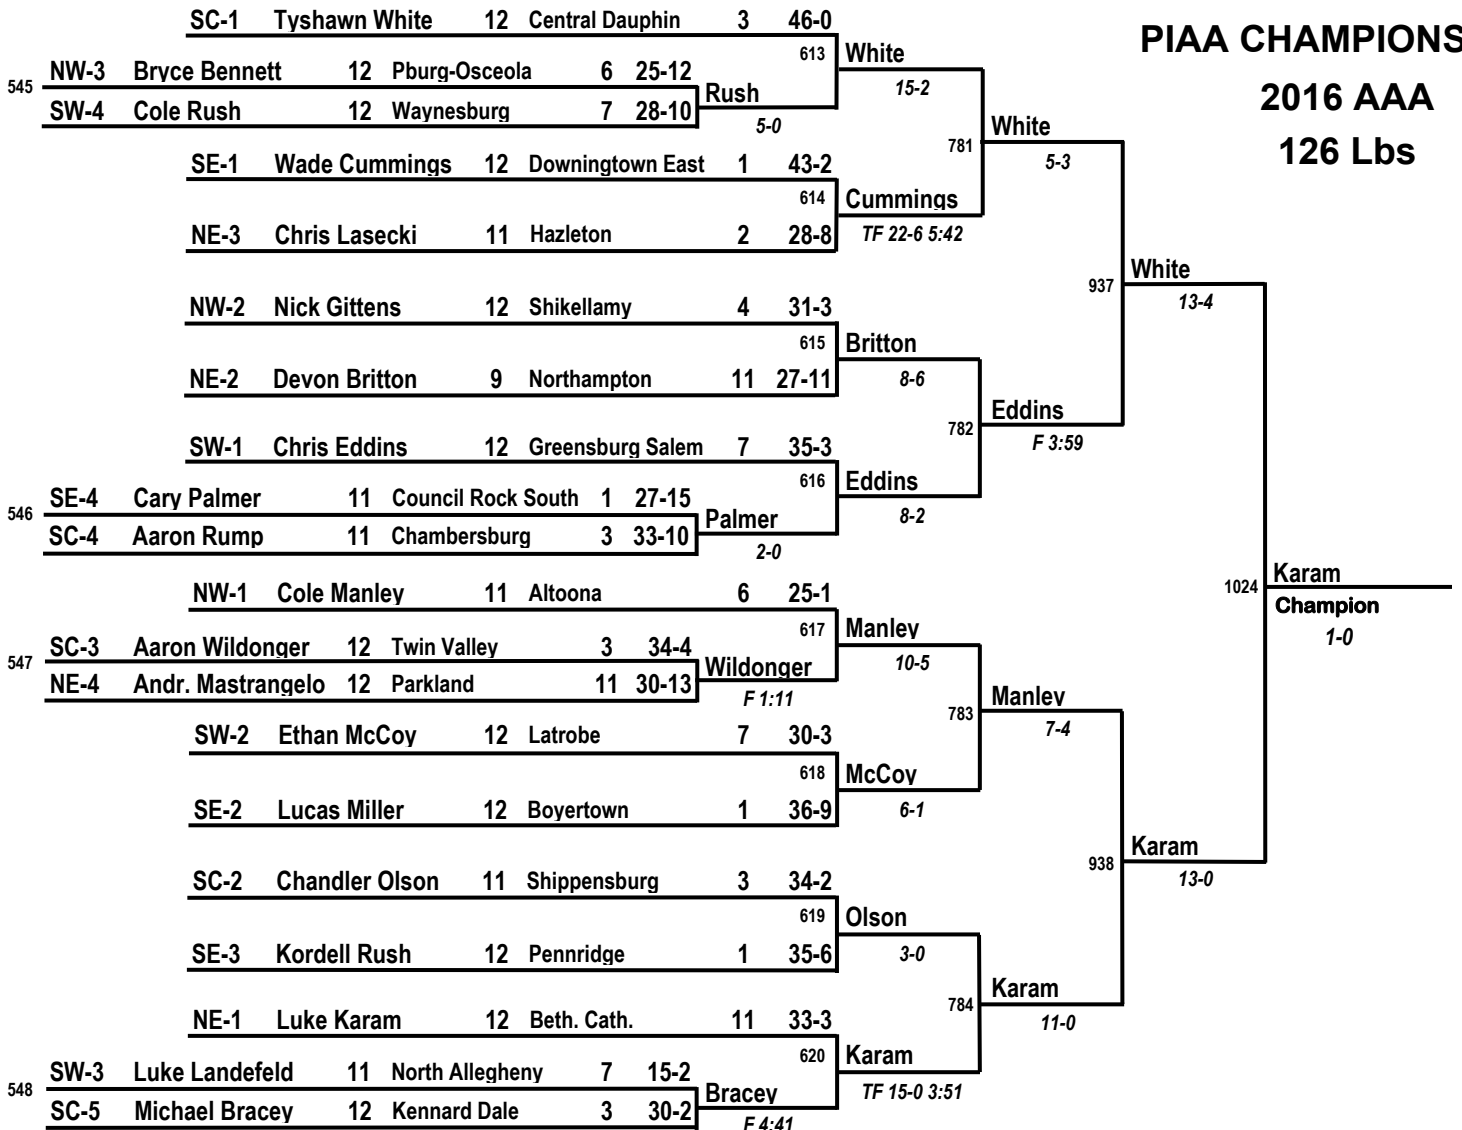 PIAA CHAMPIONS
2016 AAA
126 Lbs
SC-1 Tyshawn White 12 Central Dauphin 3 46-0
613 White
15-2
545 NW-3 Bryce Bennett 12 Pburg-Osceola 6 25-12
SW-4 Cole Rush 12 Waynesburg 7 28-10
Rush
5-0
781 White
5-3
SE-1 Wade Cummings 12 Downingtown East 1 43-2
614 Cummings
TF 22-6 5:42
NE-3 Chris Lasecki 11 Hazleton 2 28-8
937 White
13-4
NW-2 Nick Gittens 12 Shikellamy 4 31-3
615 Britton
8-6
NE-2 Devon Britton 9 Northampton 11 27-11
782 Eddins
F 3:59
SW-1 Chris Eddins 12 Greensburg Salem 7 35-3
616 Eddins
8-2
546 SE-4 Cary Palmer 11 Council Rock South 1 27-15
SC-4 Aaron Rump 11 Chambersburg 3 33-10
Palmer
2-0
1024 Karam
Champion
1-0
NW-1 Cole Manley 11 Altoona 6 25-1
617 Manley
10-5
547 SC-3 Aaron Wildonger 12 Twin Valley 3 34-4
NE-4 Andr. Mastrangelo 12 Parkland 11 30-13
Wildonger
F 1:11
783 Manley
7-4
SW-2 Ethan McCoy 12 Latrobe 7 30-3
618 McCoy
6-1
SE-2 Lucas Miller 12 Boyertown 1 36-9
938 Karam
13-0
SC-2 Chandler Olson 11 Shippensburg 3 34-2
619 Olson
3-0
SE-3 Kordell Rush 12 Pennridge 1 35-6
784 Karam
11-0
NE-1 Luke Karam 12 Beth. Cath. 11 33-3
620 Karam
TF 15-0 3:51
548 SW-3 Luke Landefeld 11 North Allegheny 7 15-2
SC-5 Michael Bracey 12 Kennard Dale 3 30-2
Bracey
F 4:41